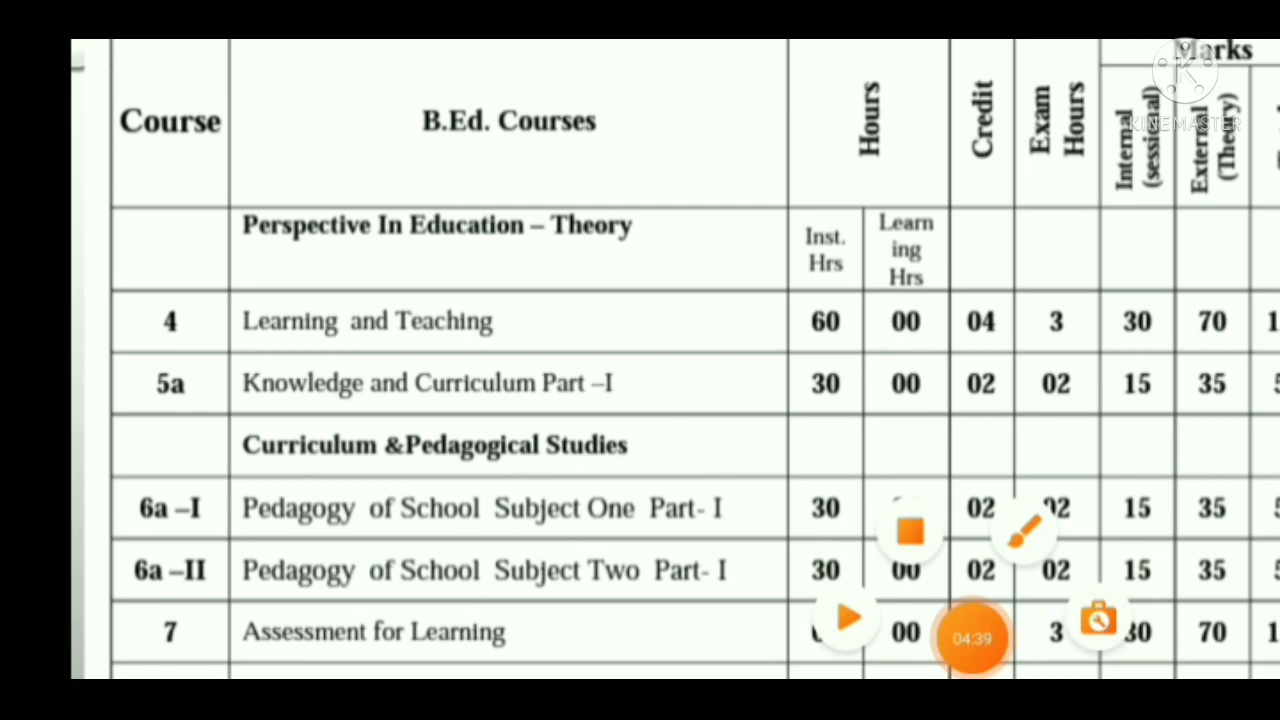 Marks
Course B.Ed. Courses Hours Credit Exam Hours Internal (sessional) External (Theory)
KINEMASTER
Perspective In Education – Theory Inst. Hrs Learn ing Hrs
4 Learning and Teaching 60 00 04 3 30 70
5a Knowledge and Curriculum Part –I 30 00 02 02 15 35
Curriculum &Pedagogical Studies
6a –I Pedagogy of School Subject One Part- I 30 02 02 15 35
6a –II Pedagogy of School Subject Two Part- I 30 00 02 02 15 35
7 Assessment for Learning 00 3 30 70
04:39